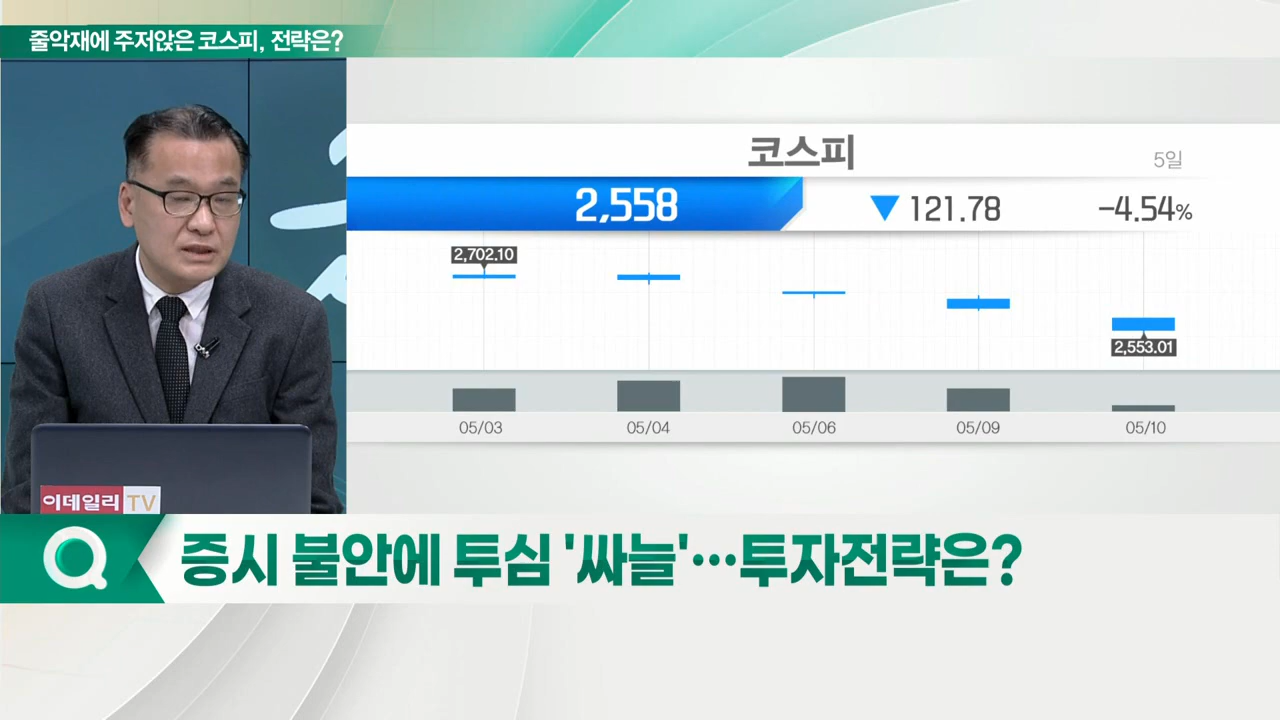 줄악재에 주저앉은 코스피, 전략은?
코스피
5일
2,558 ▼ 121.78 -4.54%
2,702.10
2,553.01
05/03 05/04 05/06 05/09 05/10
이데일리 TV
Q 증시 불안에 투심 '싸늘'…투자전략은?